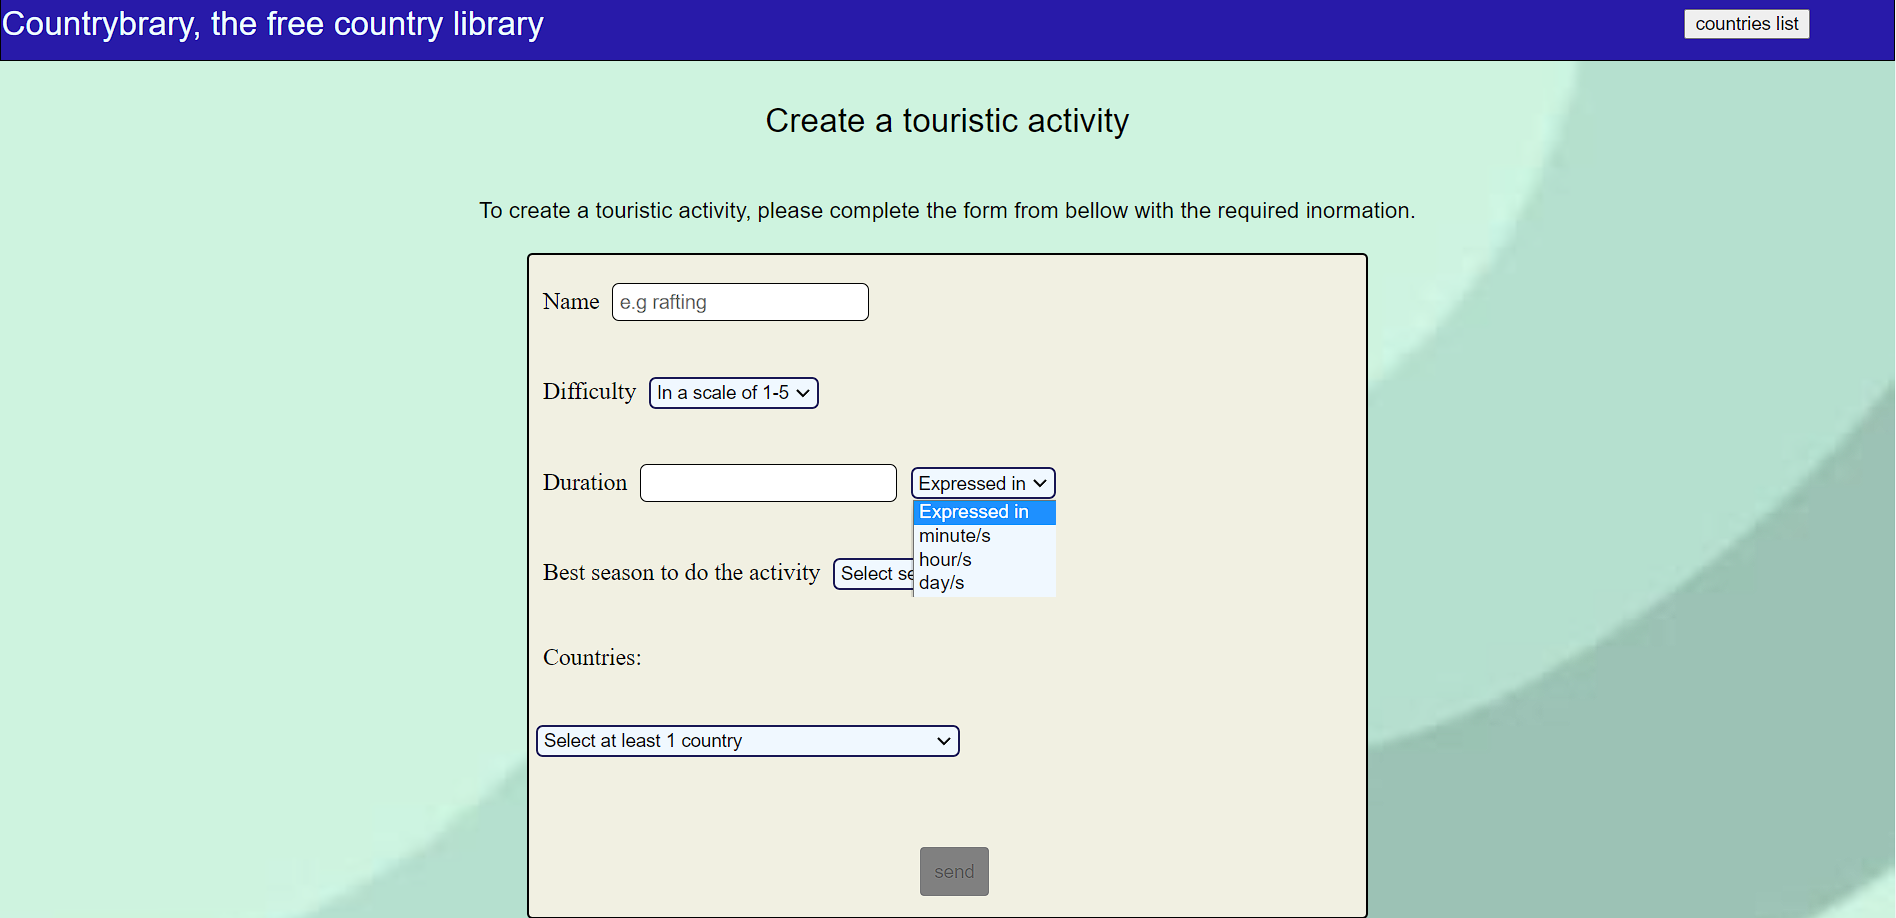 Countrybrary, the free country library
countries list
Create a touristic activity
To create a touristic activity, please complete the form from bellow with the required inormation.
Name e.g rafting
Difficulty In a scale of 1-5
Duration Expressed in
Expressed in
minute/s
hour/s
day/s
Best season to do the activity Select
Countries:
Select at least 1 country
send